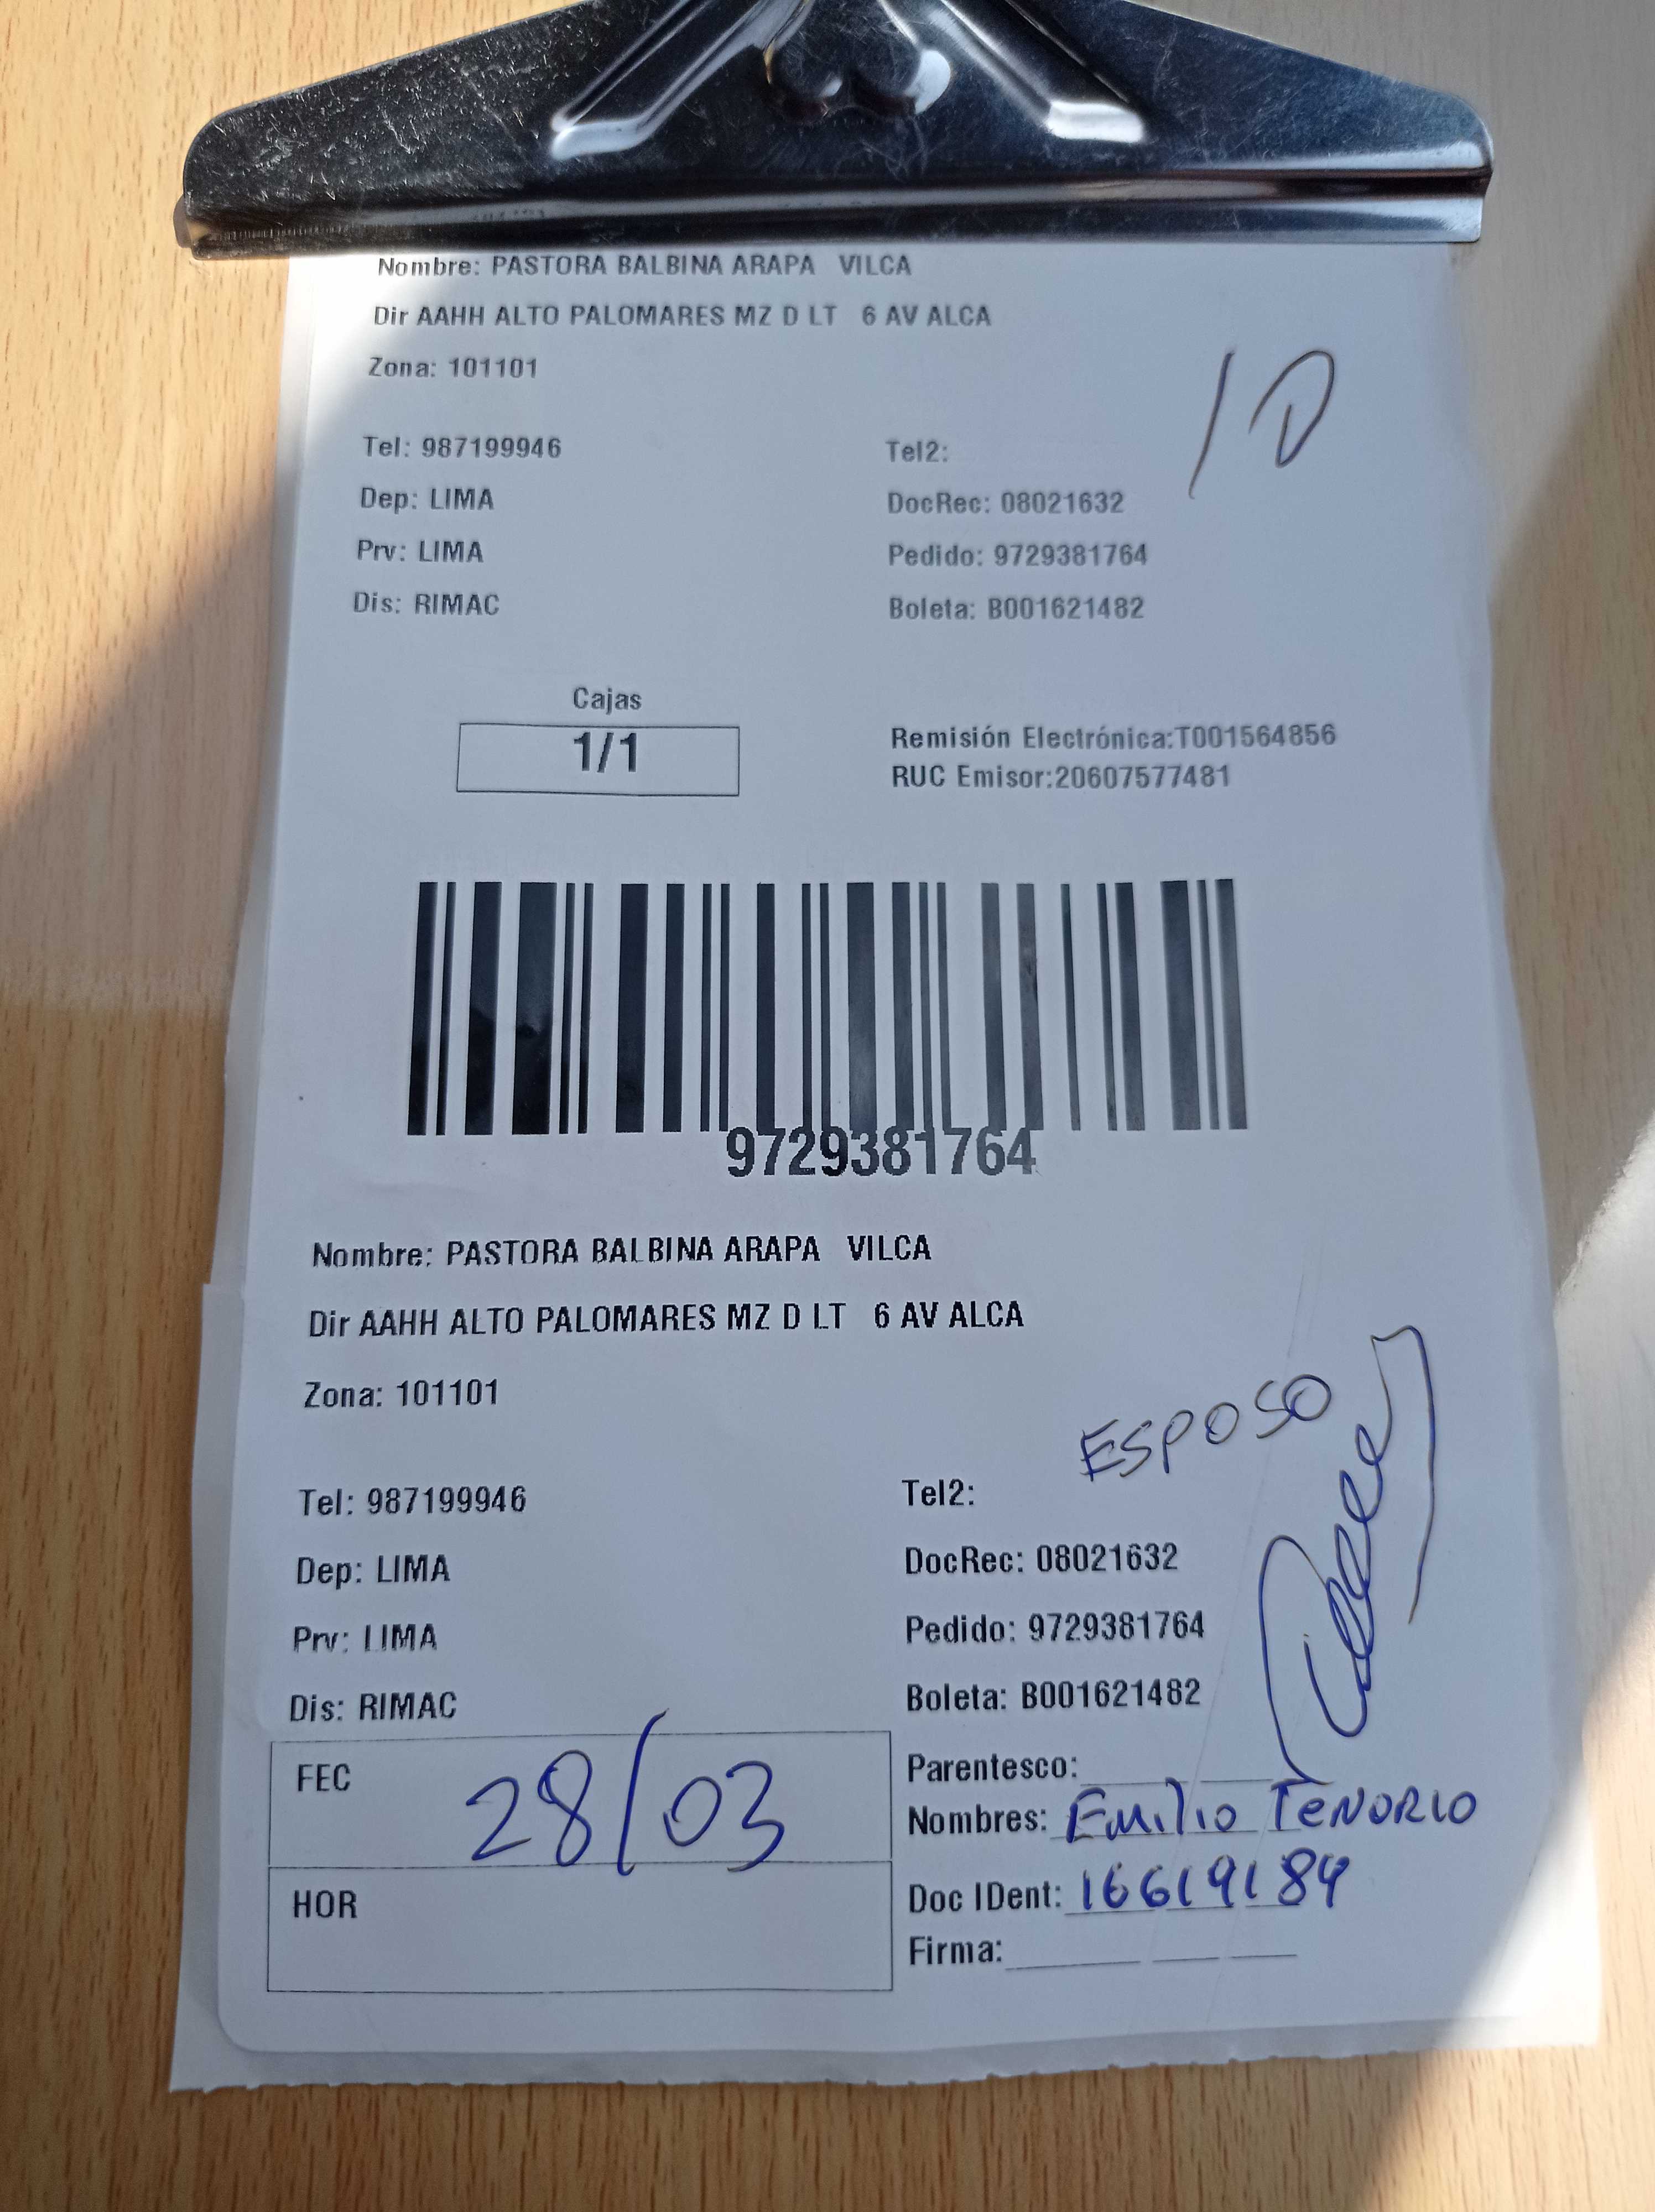 Nombre: PASTORA BALBINA ARAPA VILCA
Dir AAHH ALTO PALOMARES MZ D LT 6 AV ALCA
Zona: 101101
10
Tel: 987199946 Tel2:
Dep: LIMA DocRec: 08021632
Prv: LIMA Pedido: 9729381764
Dis: RIMAC Boleta: B001621482
Cajas
1/1
Remisión Electrónica:T001564856
RUC Emisor:20607577481
9729381764
Nombre: PASTORA BALBINA ARAPA VILCA
Dir AAHH ALTO PALOMARES MZ D LT 6 AV ALCA
Zona: 101101
ESPOSO
Tel: 987199946 Tel2:
Dep: LIMA DocRec: 08021632
Prv: LIMA Pedido: 9729381764
Dis: RIMAC Boleta: B001621482
FEC 28/03
HOR
Parentesco:
Nombres: Emilio TENORIO
Doc IDent: 16619184
Firma: